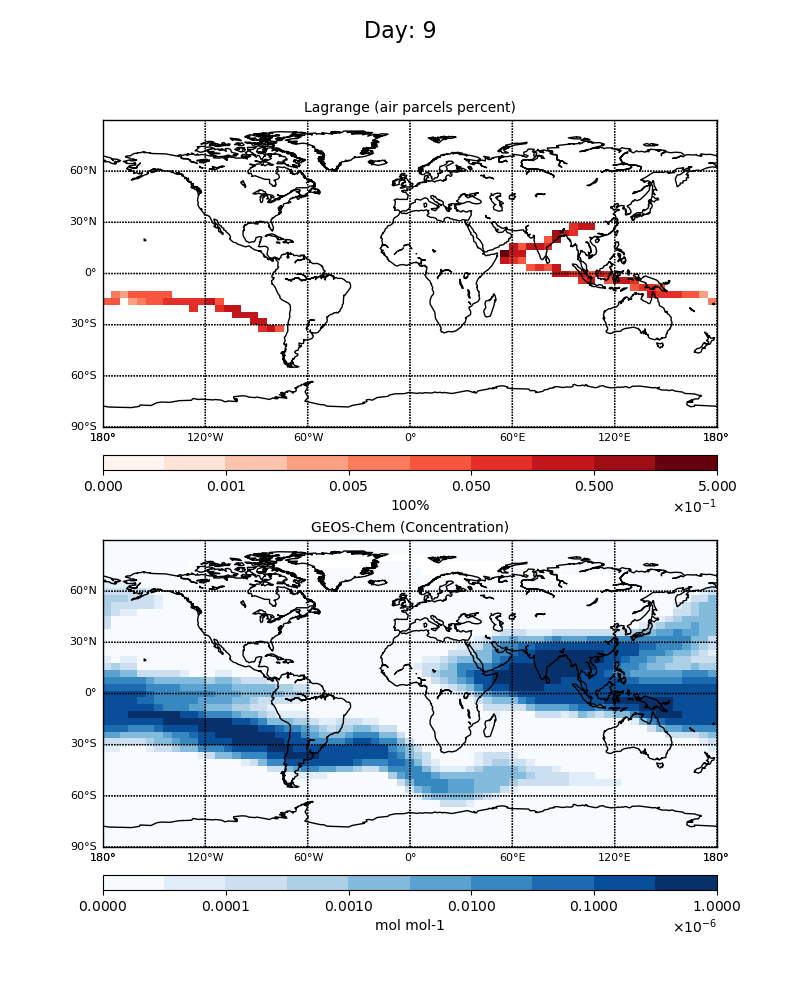 Day: 9
Lagrange (air parcels percent)
60°N
30°N
0°
30°S
60°S
90°S
180° 120°W 60°W 0° 60°E 120°E 180°
0.000 0.001 0.005 0.050 0.500 5.000
100% ×10⁻¹
GEOS-Chem (Concentration)
60°N
30°N
0°
30°S
60°S
90°S
180° 120°W 60°W 0° 60°E 120°E 180°
0.0000 0.0001 0.0010 0.0100 0.1000 1.0000
mol mol-1 ×10⁻⁶